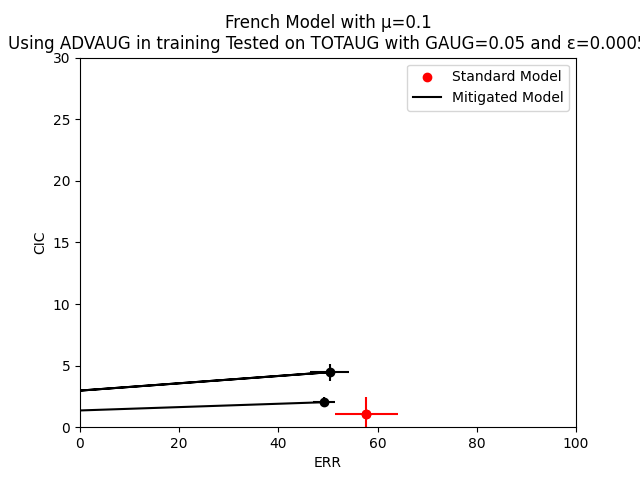 French Model with μ=0.1
Using ADVAUG in training Tested on TOTAUG with GAUG=0.05 and ε=0.0005
30
25
20
15
10
5
0
CIC
Standard Model
Mitigated Model
0 20 40 60 80 100
ERR